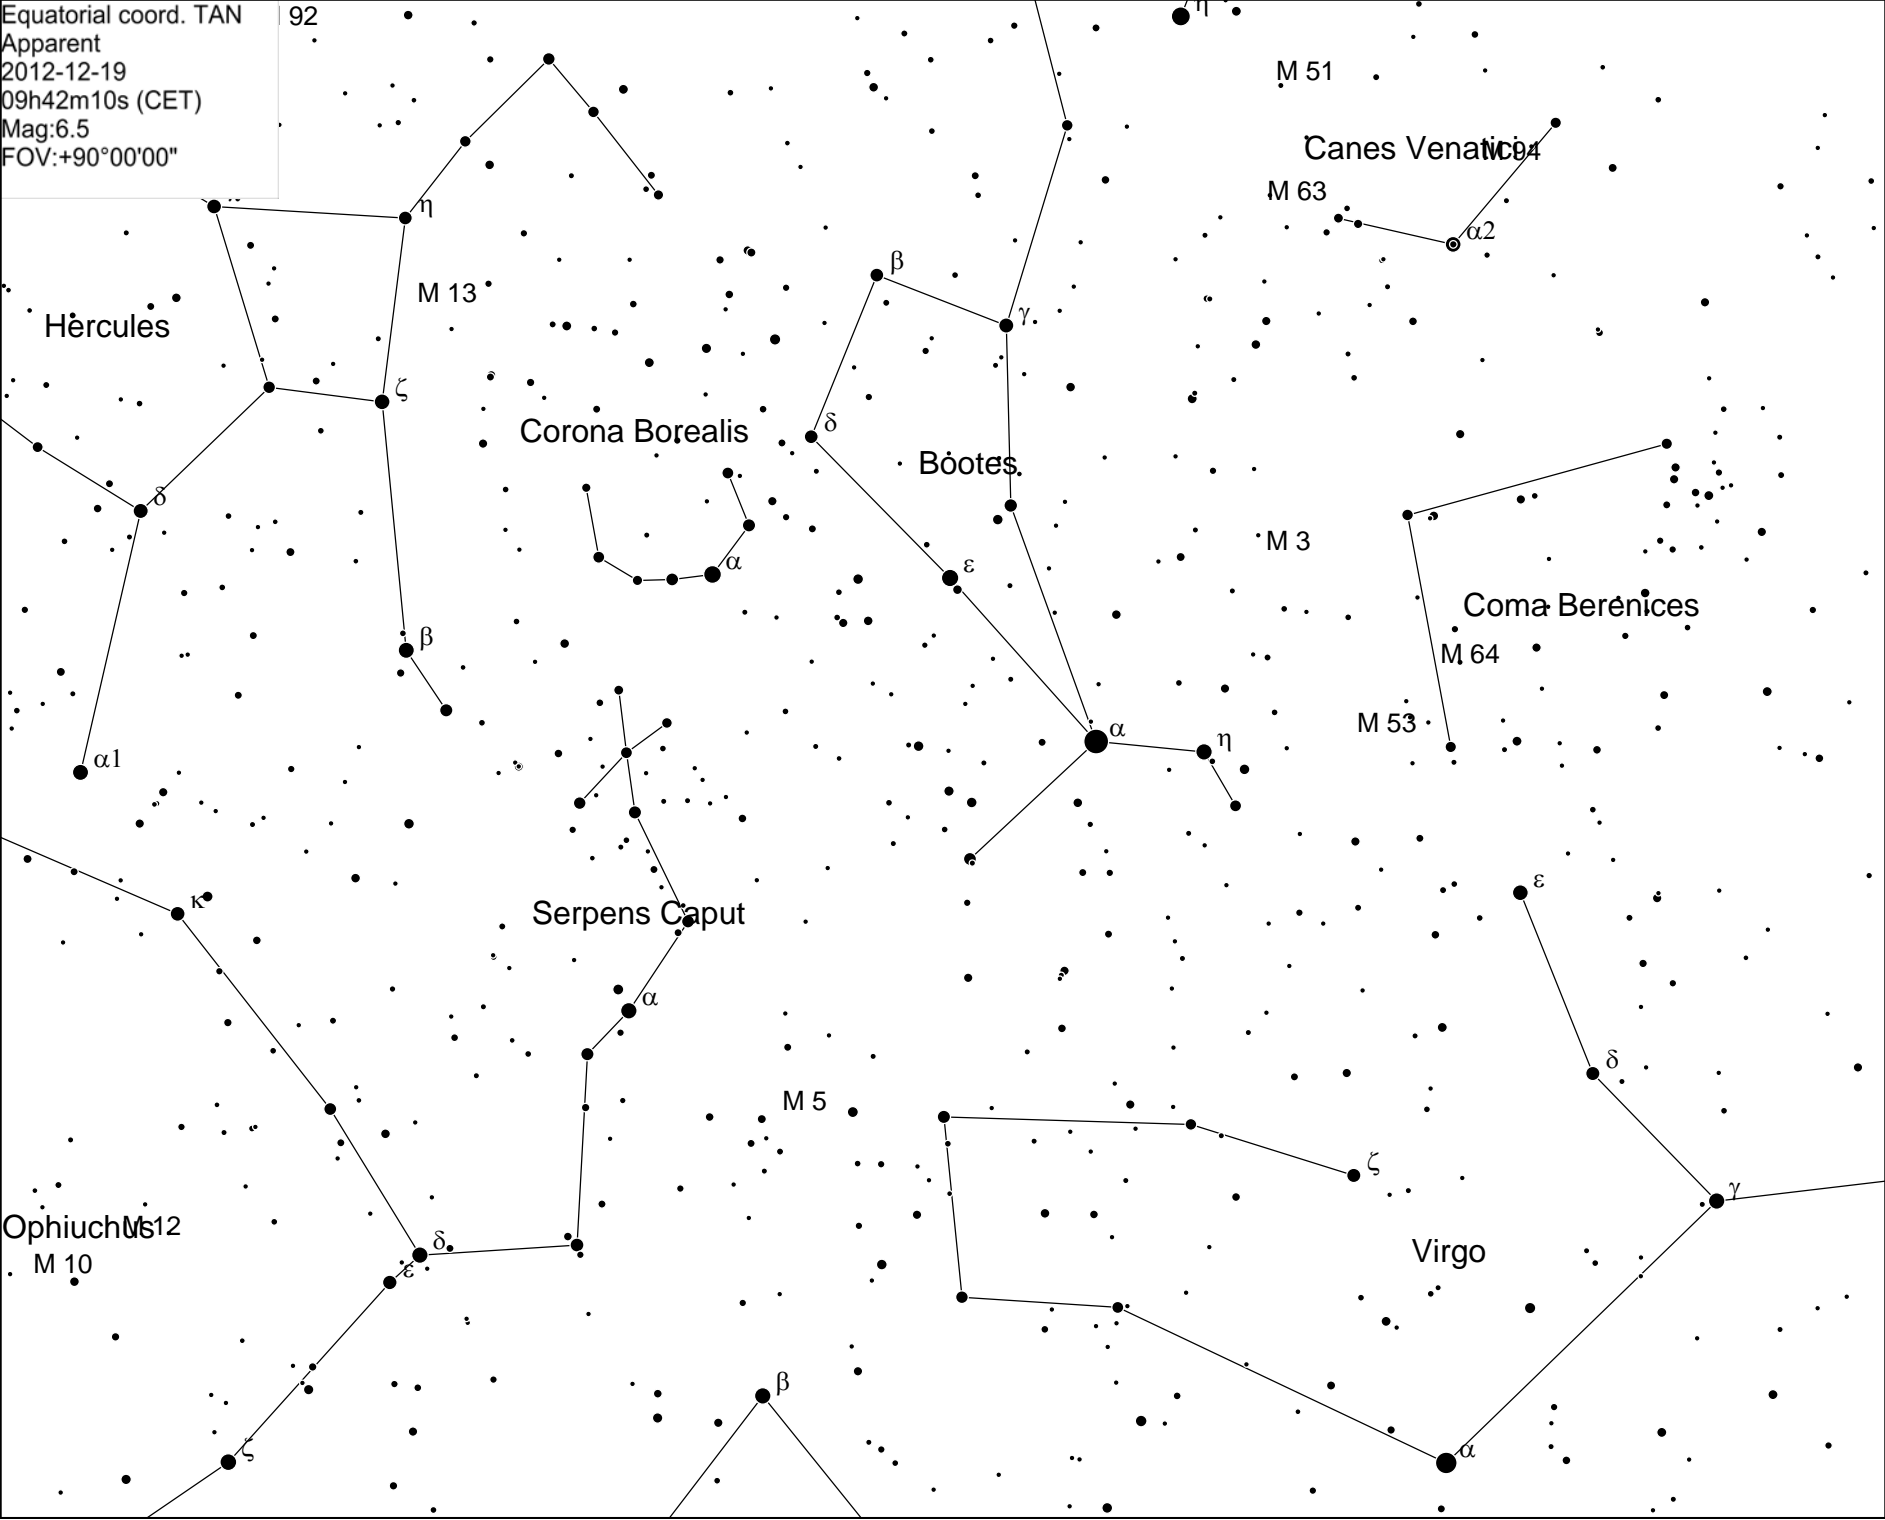 Equatorial coord. TAN
Apparent
2012-12-19
09h42m10s (CET)
Mag:6.5
FOV:+90°00'00"
92
η
M 51
Canes Venatici
M 94
M 63
α2
η
β
M 13
γ
Hercules
ζ
δ
Corona Borealis
Bootes
δ
M 3
α
ε
Coma Berenices
β
M 64
M 53
α
η
α1
ε
κ
Serpens Caput
α
δ
M 5
ζ
γ
Ophiuchus
M 12
δ
Virgo
M 10
ε
β
ζ
α